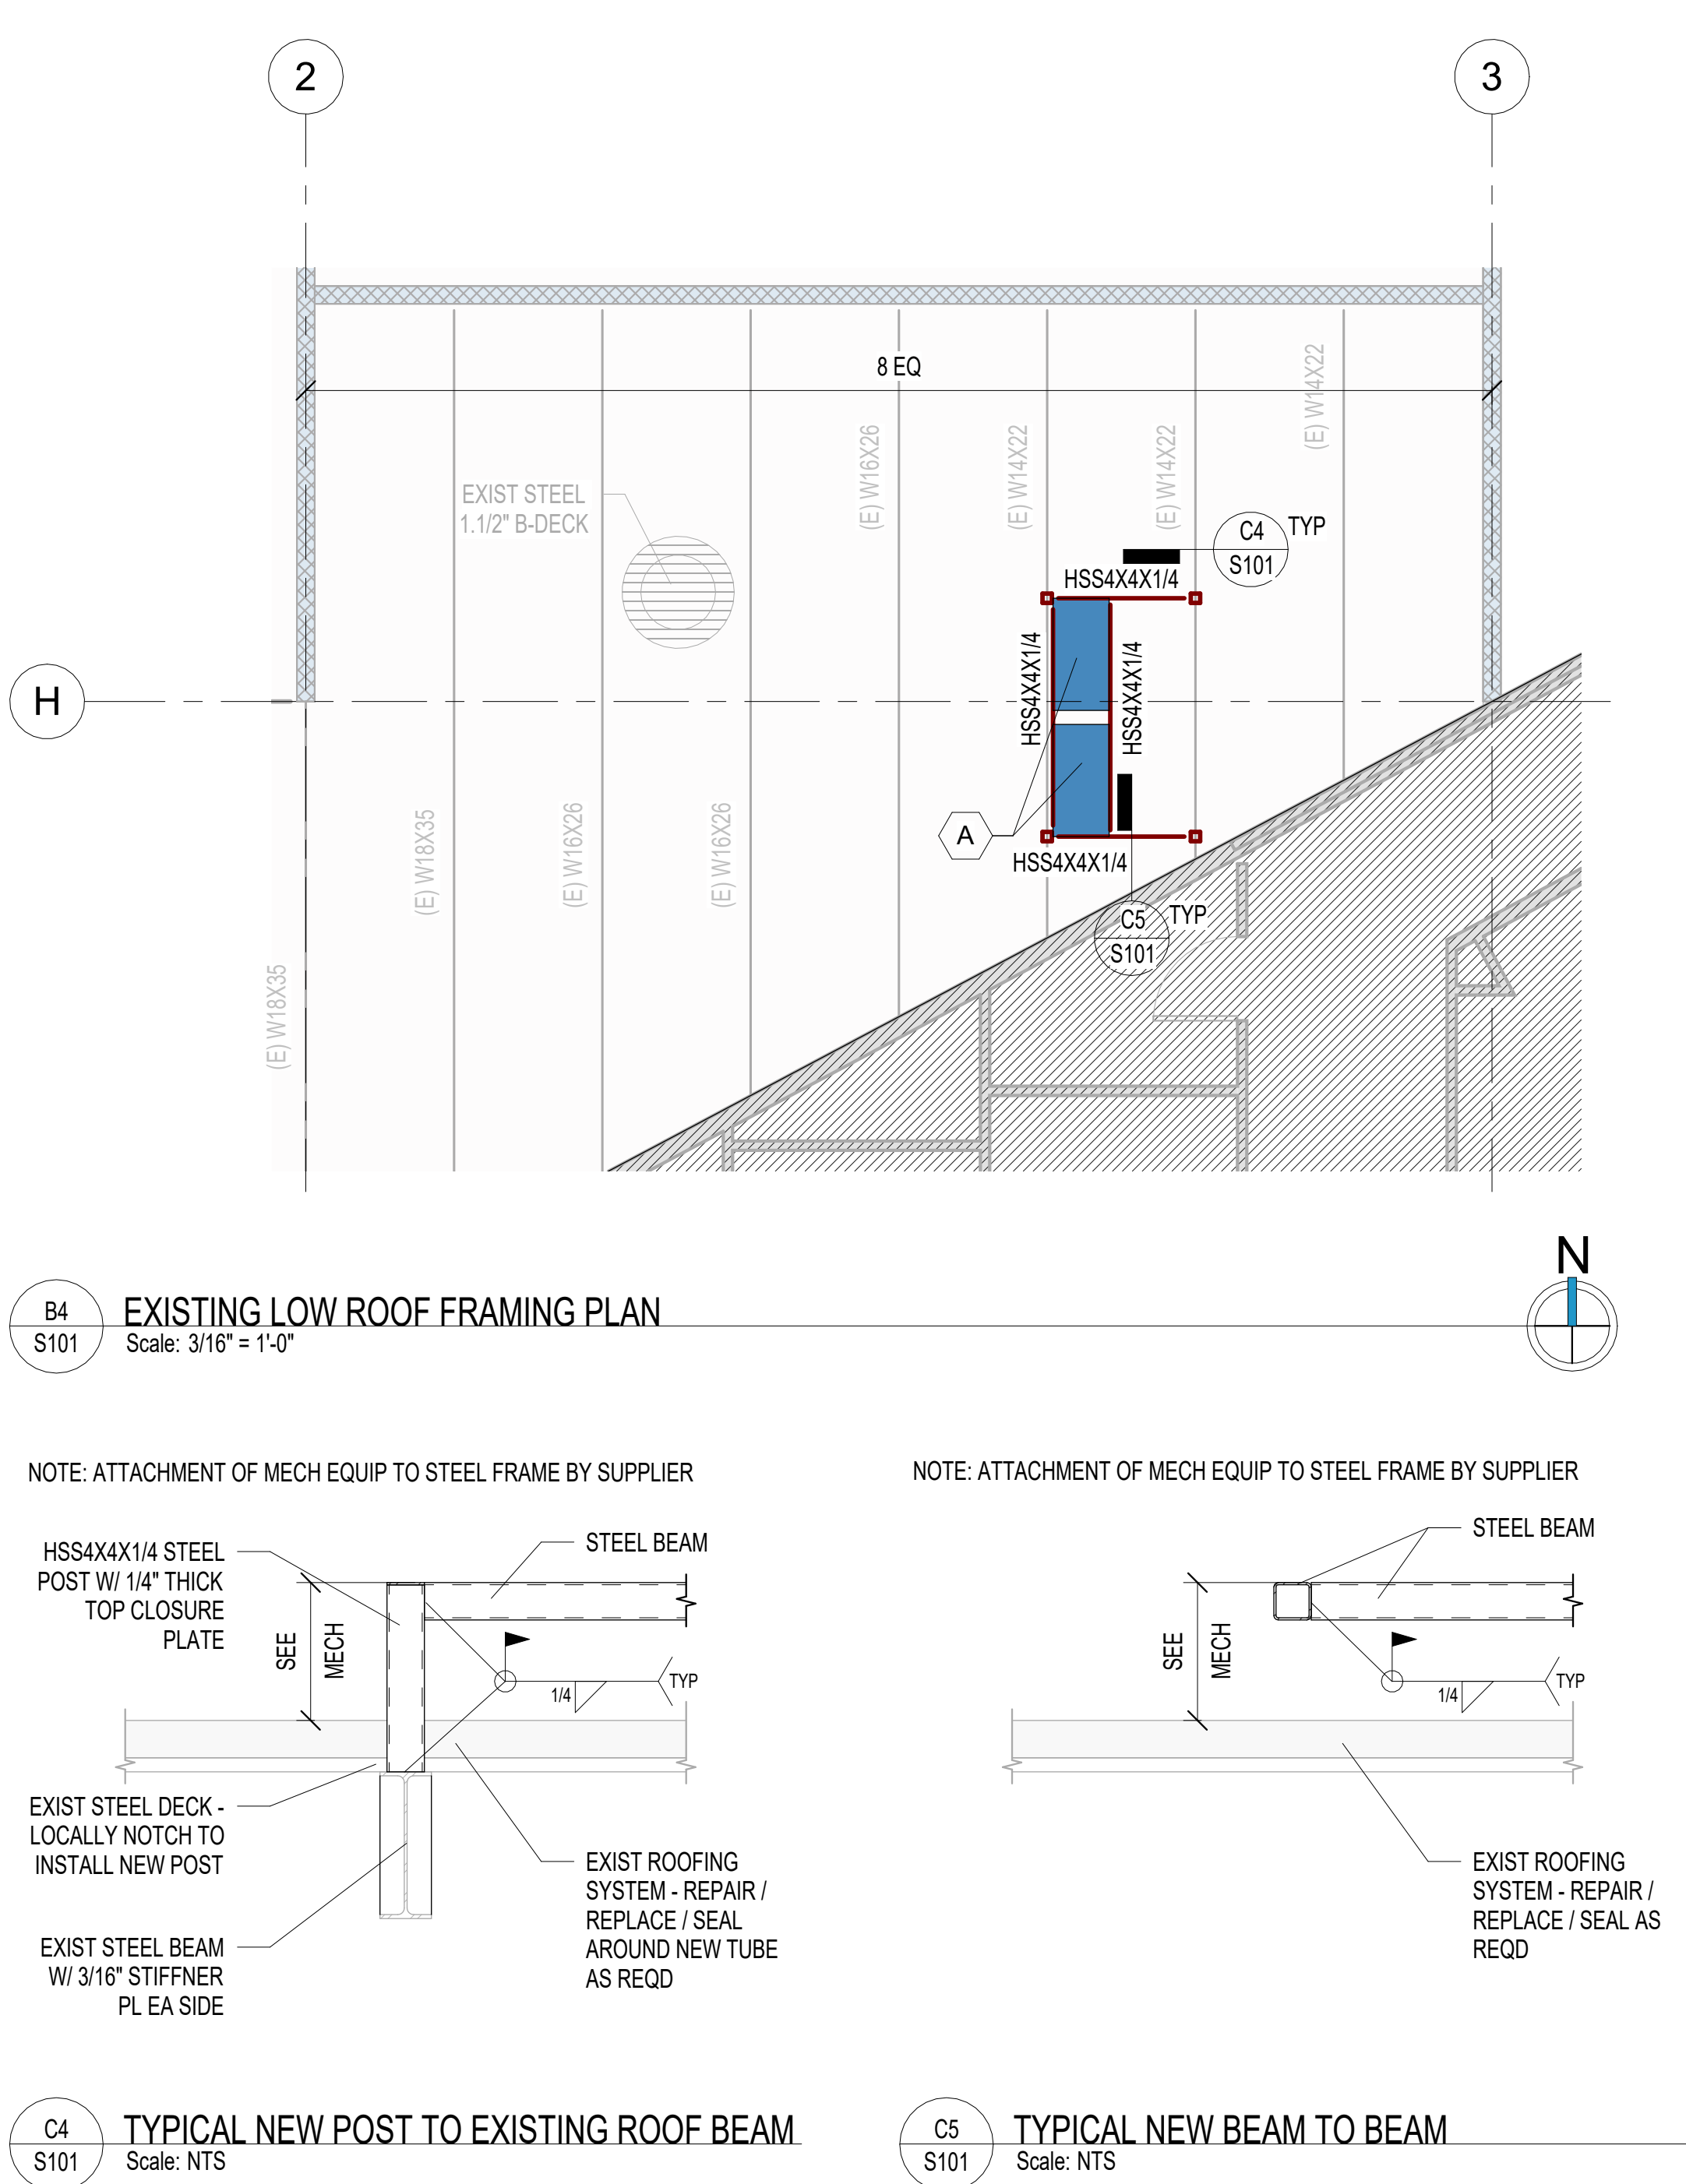 2
3
8 EQ
(E) W14X22
(E) W16X26
(E) W14X22
(E) W14X22
EXIST STEEL
1.1/2" B-DECK
C4
S101
TYP
HSS4X4X1/4
HSS4X4X1/4
HSS4X4X1/4
H
A
HSS4X4X1/4
(E) W18X35
(E) W16X26
(E) W16X26
C5
S101
TYP
(E) W18X35
N
B4
S101
EXISTING LOW ROOF FRAMING PLAN
Scale: 3/16" = 1'-0"
NOTE: ATTACHMENT OF MECH EQUIP TO STEEL FRAME BY SUPPLIER
HSS4X4X1/4 STEEL
POST W/ 1/4" THICK
TOP CLOSURE
PLATE
STEEL BEAM
SEE
MECH
1/4
TYP
EXIST STEEL DECK -
LOCALLY NOTCH TO
INSTALL NEW POST
EXIST STEEL BEAM
W/ 3/16" STIFFNER
PL EA SIDE
EXIST ROOFING
SYSTEM - REPAIR /
REPLACE / SEAL
AROUND NEW TUBE
AS REQD
C4
S101
TYPICAL NEW POST TO EXISTING ROOF BEAM
Scale: NTS
NOTE: ATTACHMENT OF MECH EQUIP TO STEEL FRAME BY SUPPLIER
STEEL BEAM
SEE
MECH
1/4
TYP
EXIST ROOFING
SYSTEM - REPAIR /
REPLACE / SEAL AS
REQD
C5
S101
TYPICAL NEW BEAM TO BEAM
Scale: NTS